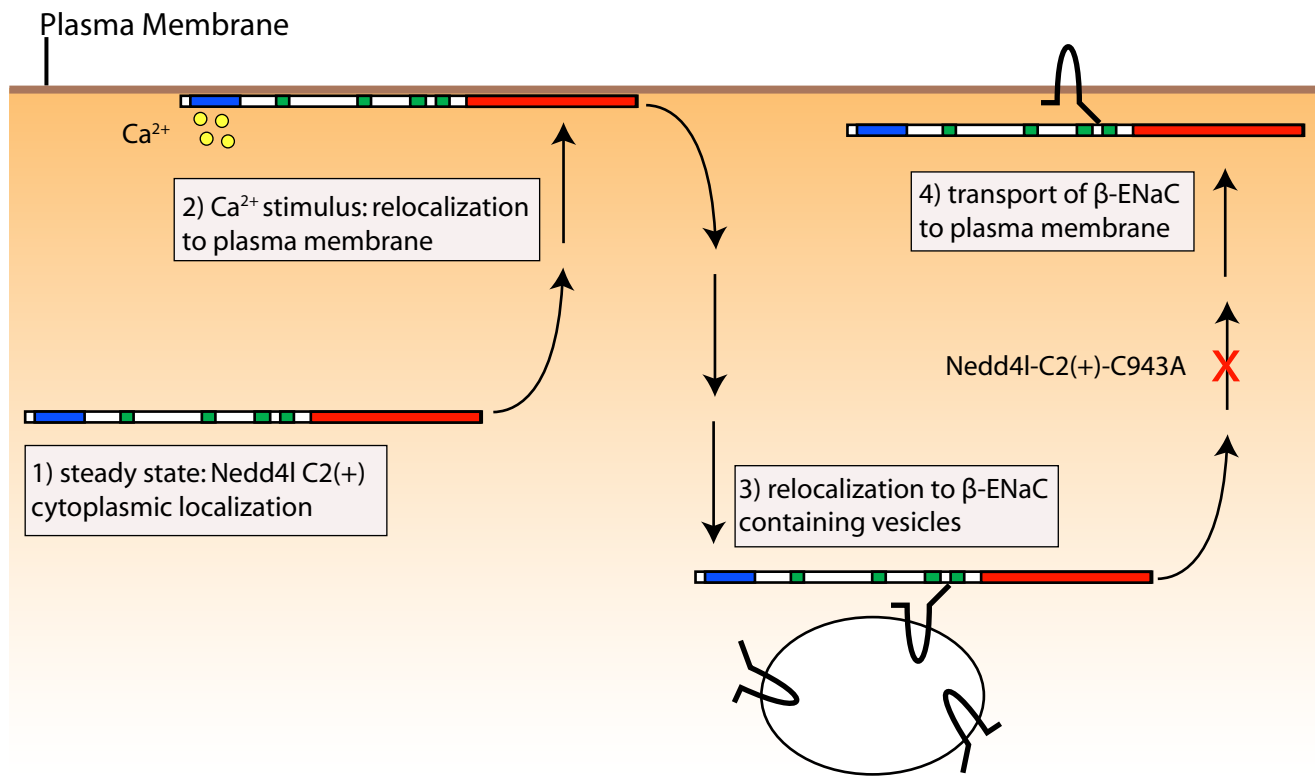 Plasma Membrane
Ca²⁺
2) Ca²⁺ stimulus: relocalization
to plasma membrane
1) steady state: Nedd4l C2(+)
cytoplasmic localization
3) relocalization to β-ENaC
containing vesicles
4) transport of β-ENaC
to plasma membrane
Nedd4l-C2(+)-C943A
X